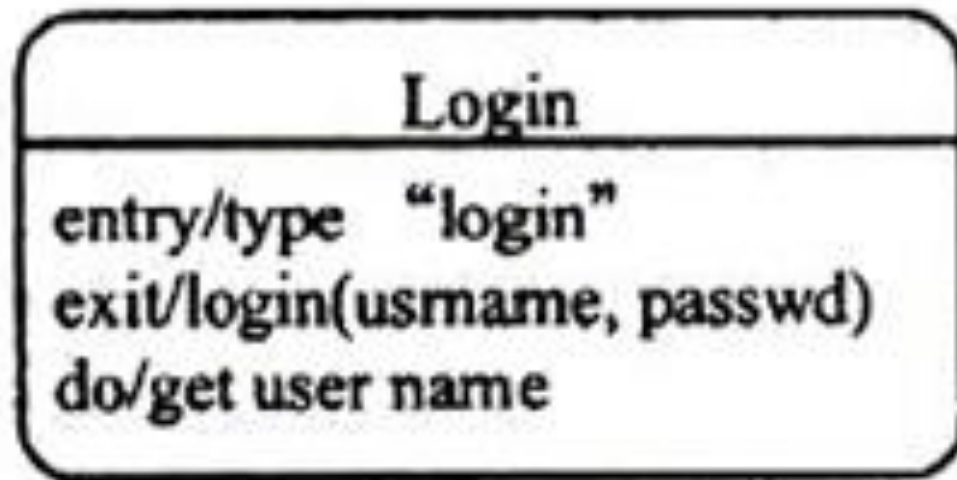 Login
entry/type “login”
exit/login(usrname, passwd)
do/get user name